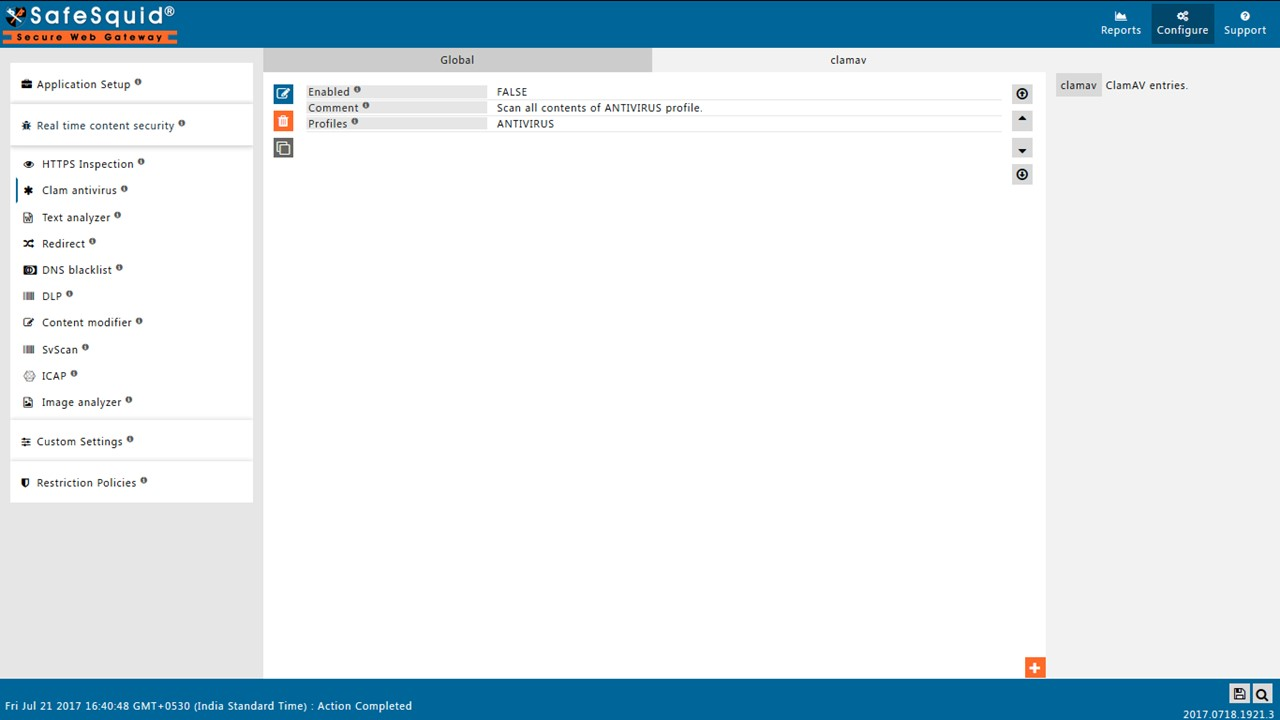 SafeSquid®
Secure Web Gateway
Reports
Configure
Support
Application Setup
Real time content security
HTTPS Inspection
Clam antivirus
Text analyzer
Redirect
DNS blacklist
DLP
Content modifier
SvScan
ICAP
Image analyzer
Custom Settings
Restriction Policies
Global
clamav
Enabled FALSE
Comment Scan all contents of ANTIVIRUS profile.
Profiles ANTIVIRUS
clamav ClamAV entries.
Fri Jul 21 2017 16:40:48 GMT+0530 (India Standard Time) : Action Completed
2017.0718.1921.3